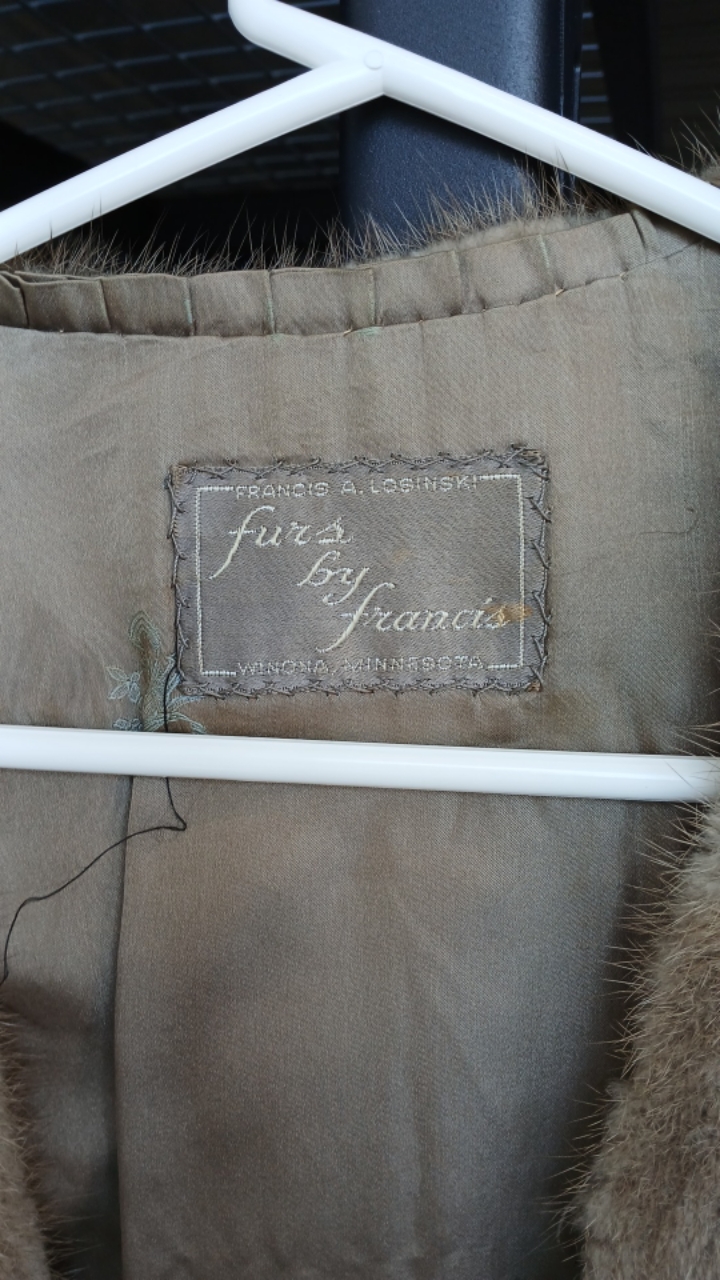 FRANCIS A. LOSINSKI
furs
by
francis
WINONA, MINNESOTA